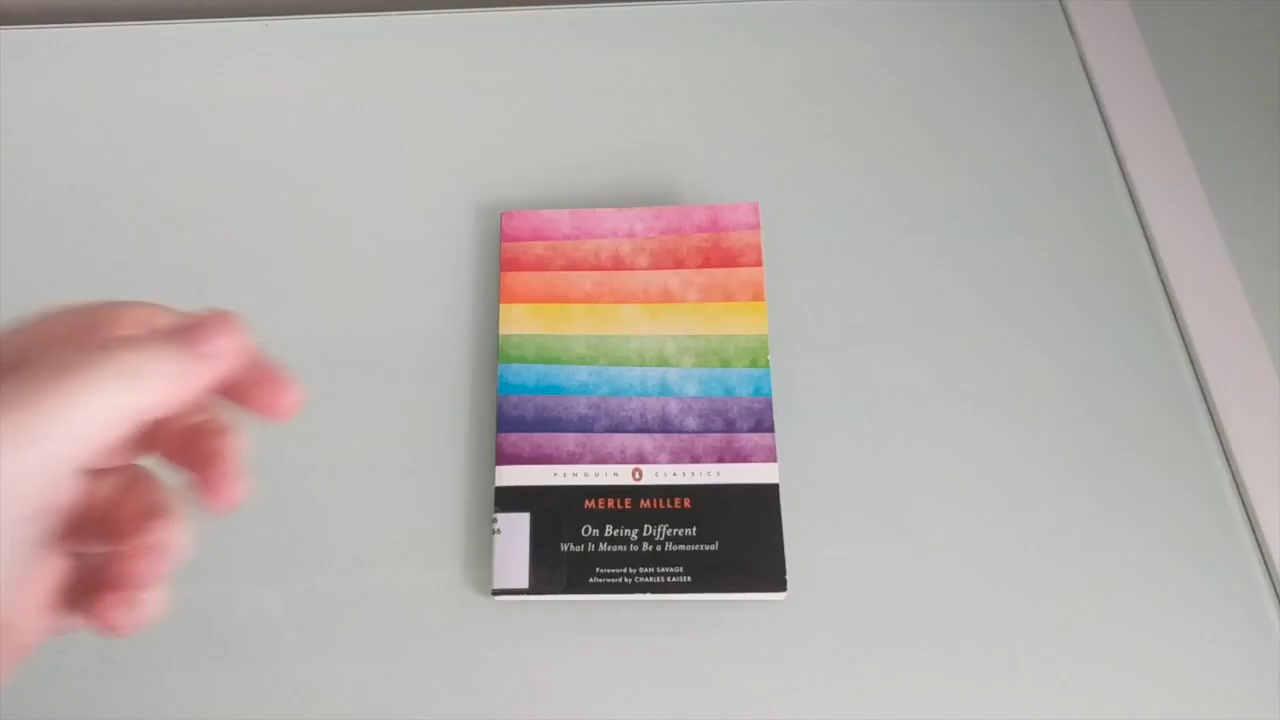 PENGUIN CLASSICS
MERLE MILLER
On Being Different
What It Means to Be a Homosexual
Foreword by DAN SAVAGE
Afterword by CHARLES KAISER